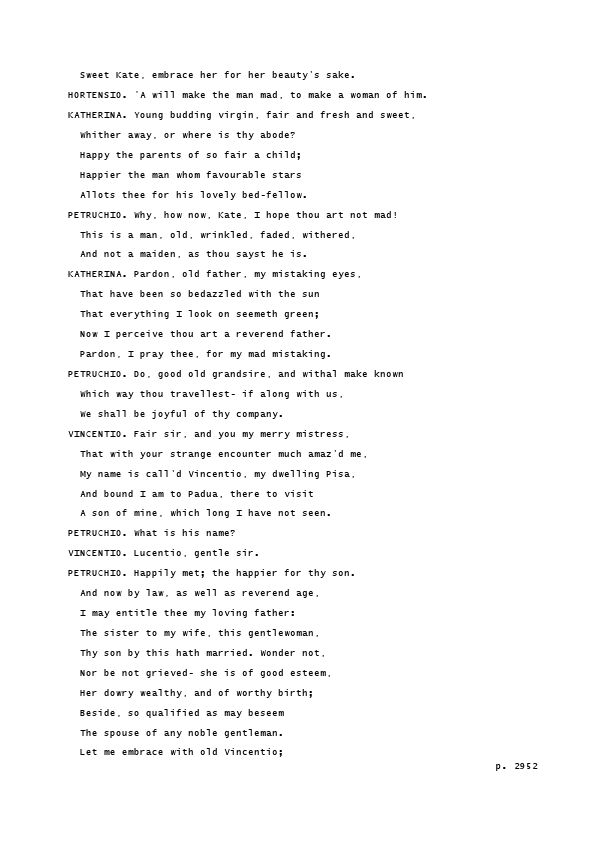 Sweet Kate, embrace her for her beauty's sake.
HORTENSIO. 'A will make the man mad, to make a woman of him.
KATHERINA. Young budding virgin, fair and fresh and sweet,
Whither away, or where is thy abode?
Happy the parents of so fair a child;
Happier the man whom favourable stars
Allots thee for his lovely bed-fellow.
PETRUCHIO. Why, how now, Kate, I hope thou art not mad!
This is a man, old, wrinkled, faded, withered,
And not a maiden, as thou sayst he is.
KATHERINA. Pardon, old father, my mistaking eyes,
That have been so bedazzled with the sun
That everything I look on seemeth green;
Now I perceive thou art a reverend father.
Pardon, I pray thee, for my mad mistaking.
PETRUCHIO. Do, good old grandsire, and withal make known
Which way thou travellest- if along with us,
We shall be joyful of thy company.
VINCENTIO. Fair sir, and you my merry mistress,
That with your strange encounter much amaz'd me,
My name is call'd Vincentio, my dwelling Pisa,
And bound I am to Padua, there to visit
A son of mine, which long I have not seen.
PETRUCHIO. What is his name?
VINCENTIO. Lucentio, gentle sir.
PETRUCHIO. Happily met; the happier for thy son.
And now by law, as well as reverend age,
I may entitle thee my loving father:
The sister to my wife, this gentlewoman,
Thy son by this hath married. Wonder not,
Nor be not grieved- she is of good esteem,
Her dowry wealthy, and of worthy birth;
Beside, so qualified as may beseem
The spouse of any noble gentleman.
Let me embrace with old Vincentio;
p. 2952